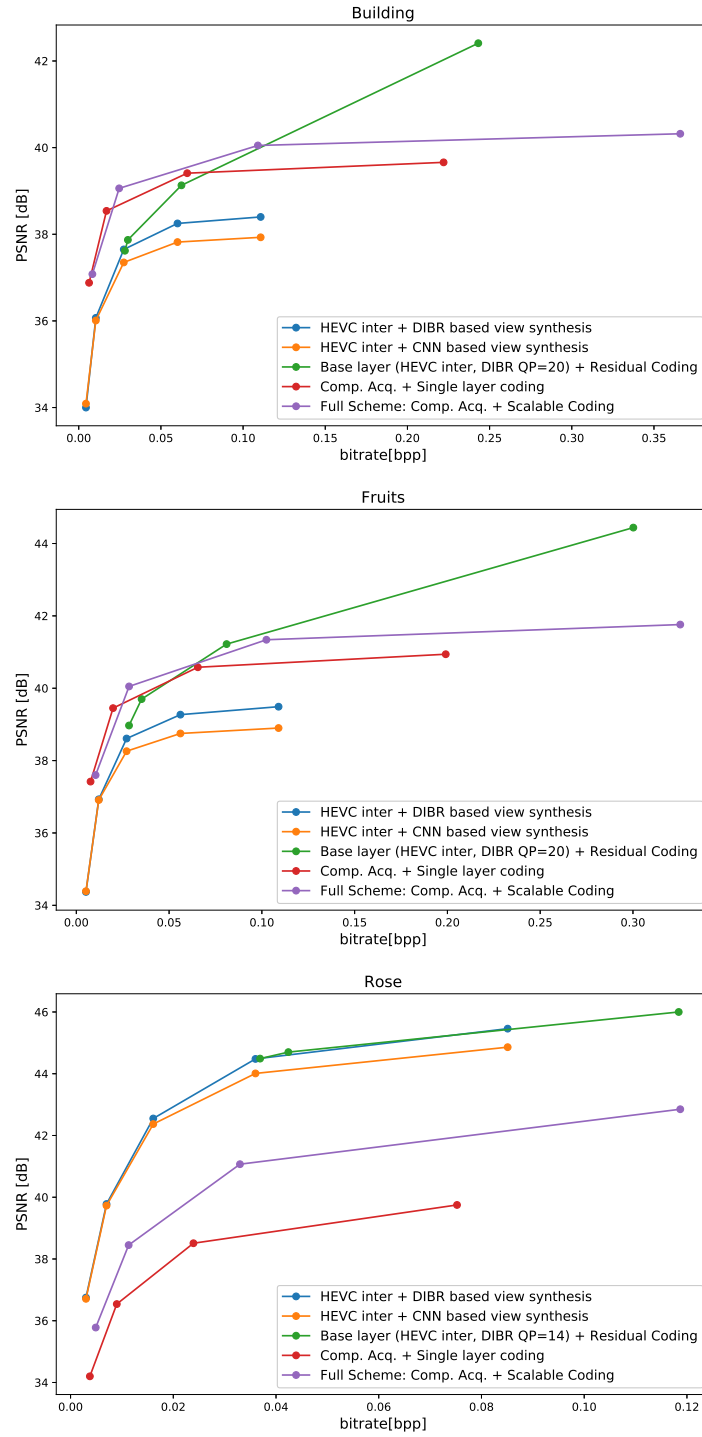 Building
PSNR [dB]
42
40
38
36
34
HEVC inter + DIBR based view synthesis
HEVC inter + CNN based view synthesis
Base layer (HEVC inter, DIBR QP=20) + Residual Coding
Comp. Acq. + Single layer coding
Full Scheme: Comp. Acq. + Scalable Coding
0.00 0.05 0.10 0.15 0.20 0.25 0.30 0.35
bitrate[bpp]
Fruits
PSNR [dB]
44
42
40
38
36
34
HEVC inter + DIBR based view synthesis
HEVC inter + CNN based view synthesis
Base layer (HEVC inter, DIBR QP=20) + Residual Coding
Comp. Acq. + Single layer coding
Full Scheme: Comp. Acq. + Scalable Coding
0.00 0.05 0.10 0.15 0.20 0.25 0.30
bitrate[bpp]
Rose
PSNR [dB]
46
44
42
40
38
36
34
HEVC inter + DIBR based view synthesis
HEVC inter + CNN based view synthesis
Base layer (HEVC inter, DIBR QP=14) + Residual Coding
Comp. Acq. + Single layer coding
Full Scheme: Comp. Acq. + Scalable Coding
0.00 0.02 0.04 0.06 0.08 0.10 0.12
bitrate[bpp]